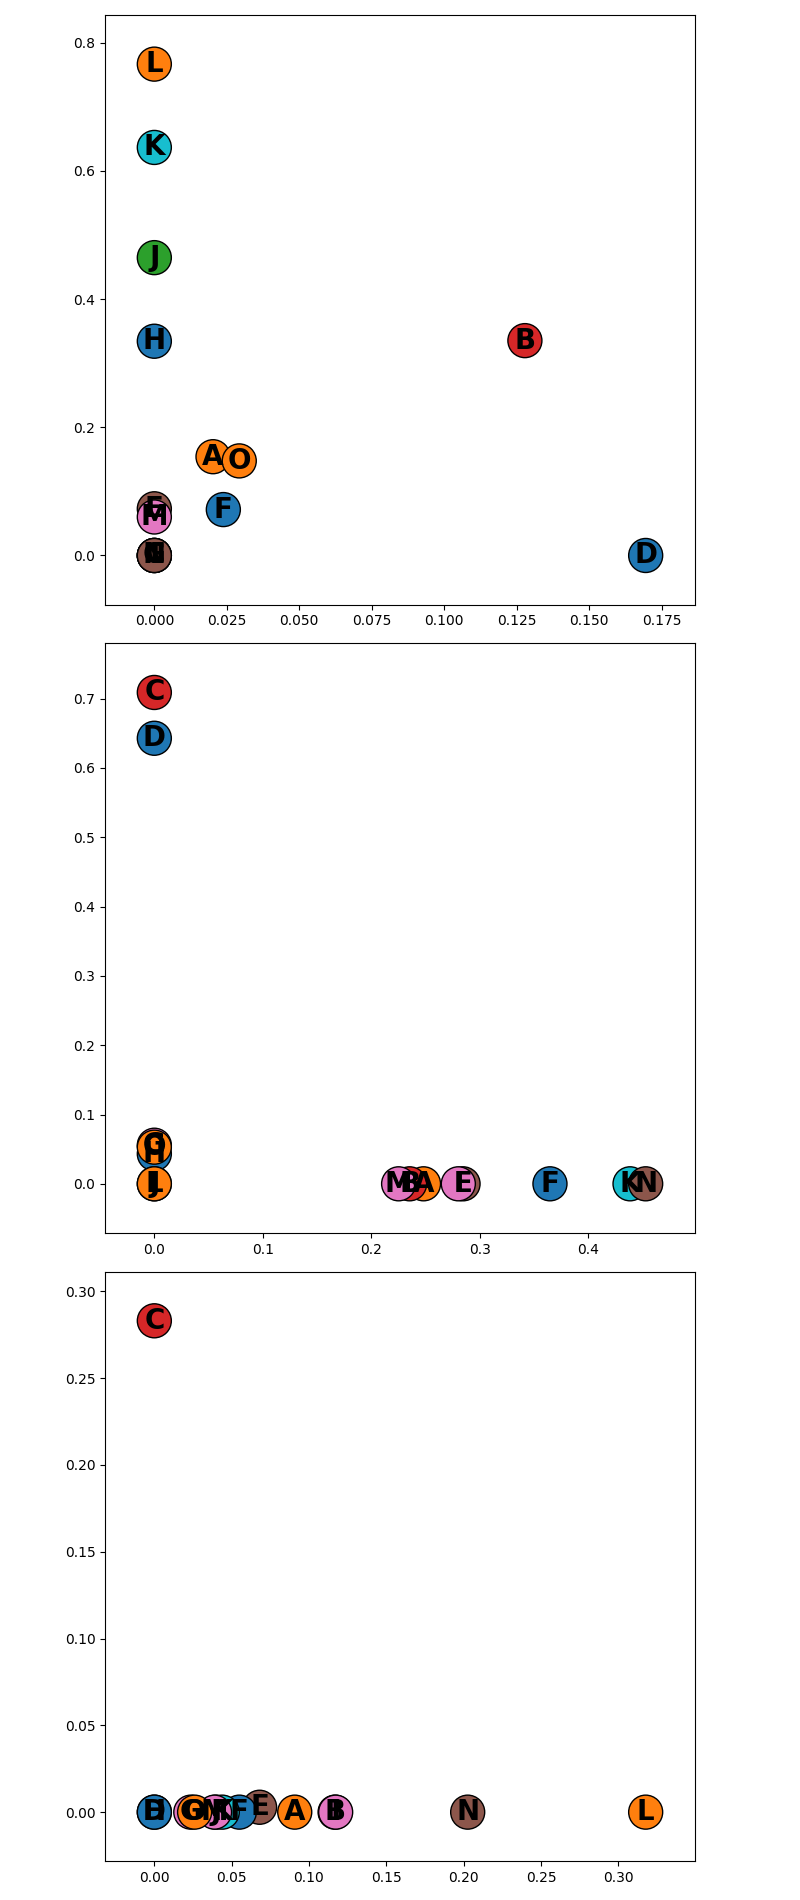 0.8
L
K
0.6
J
0.4
H
B
0.2
A O
F
M
0.0
D
0.000 0.025 0.050 0.075 0.100 0.125 0.150 0.175
0.7
C
D
0.6
0.5
0.4
0.3
0.2
0.1
H
0.0
L M B A E F K N
0.0 0.1 0.2 0.3 0.4
0.30
C
0.25
0.20
0.15
0.10
0.05
0.00
D G M K F E A B N L
0.00 0.05 0.10 0.15 0.20 0.25 0.30